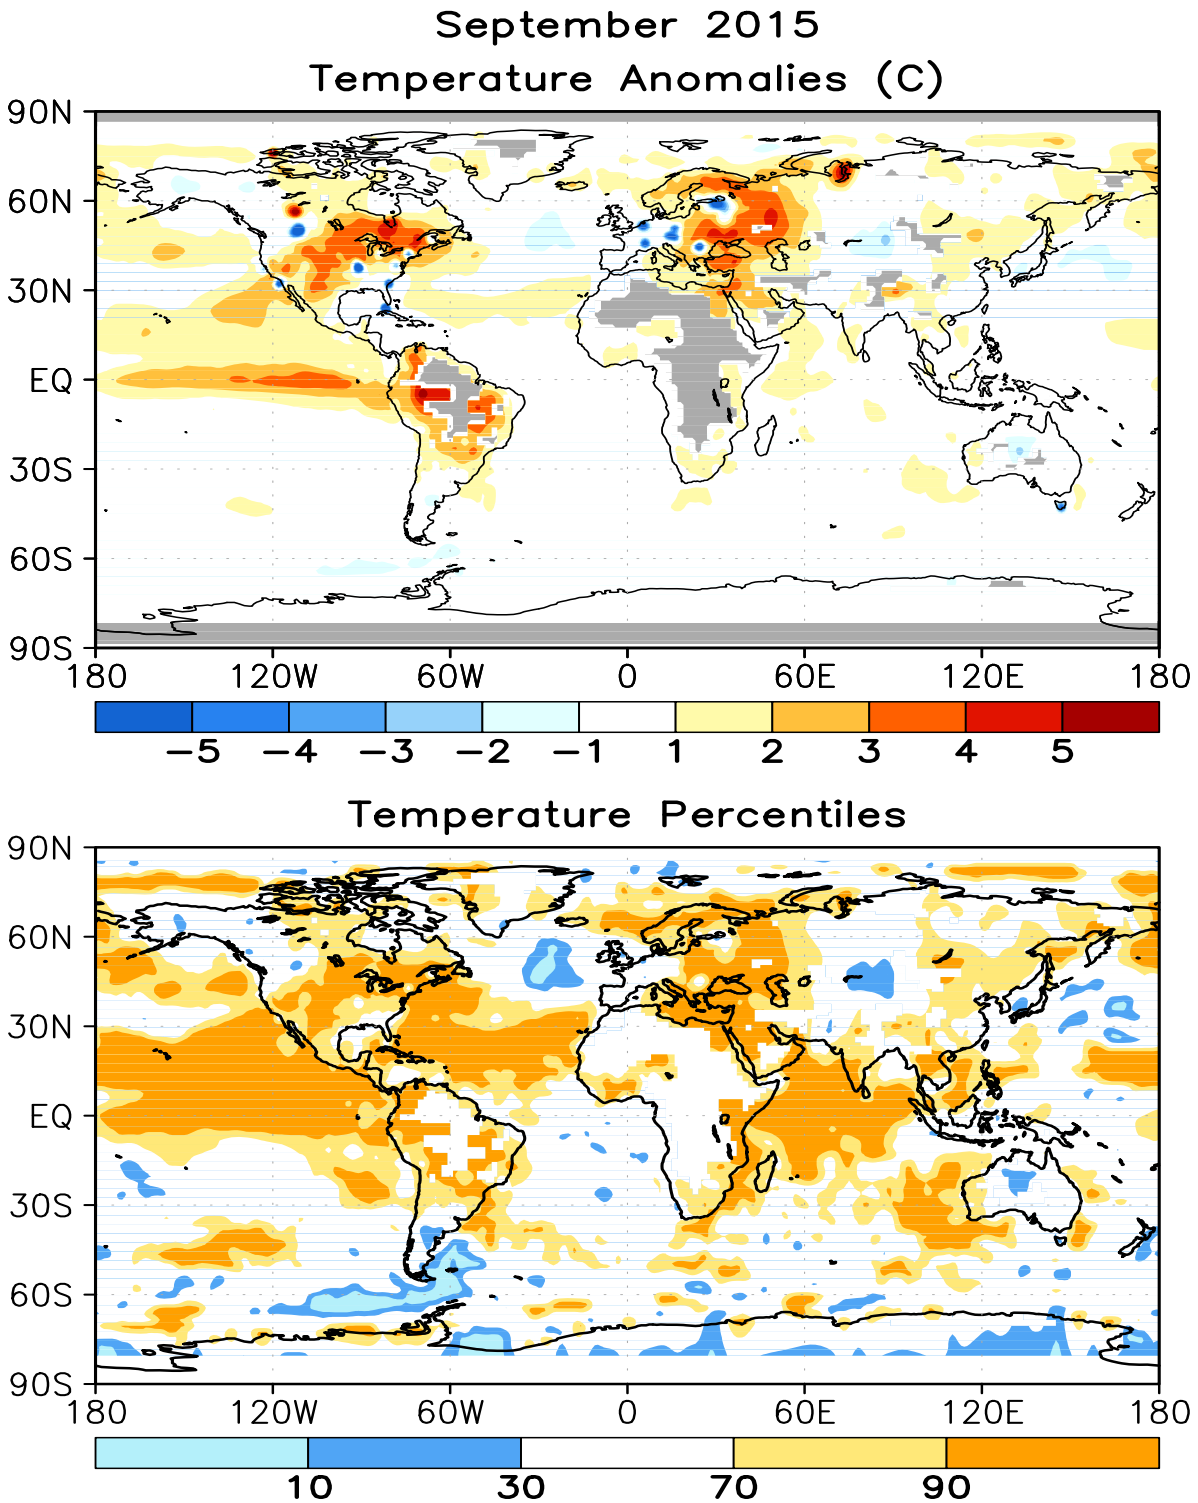 September 2015
Temperature Anomalies (C)
90N
60N
30N
EQ
30S
60S
90S
180 120W 60W 0 60E 120E 180
−5 −4 −3 −2 −1 1 2 3 4 5
Temperature Percentiles
90N
60N
30N
EQ
30S
60S
90S
180 120W 60W 0 60E 120E 180
10 30 70 90